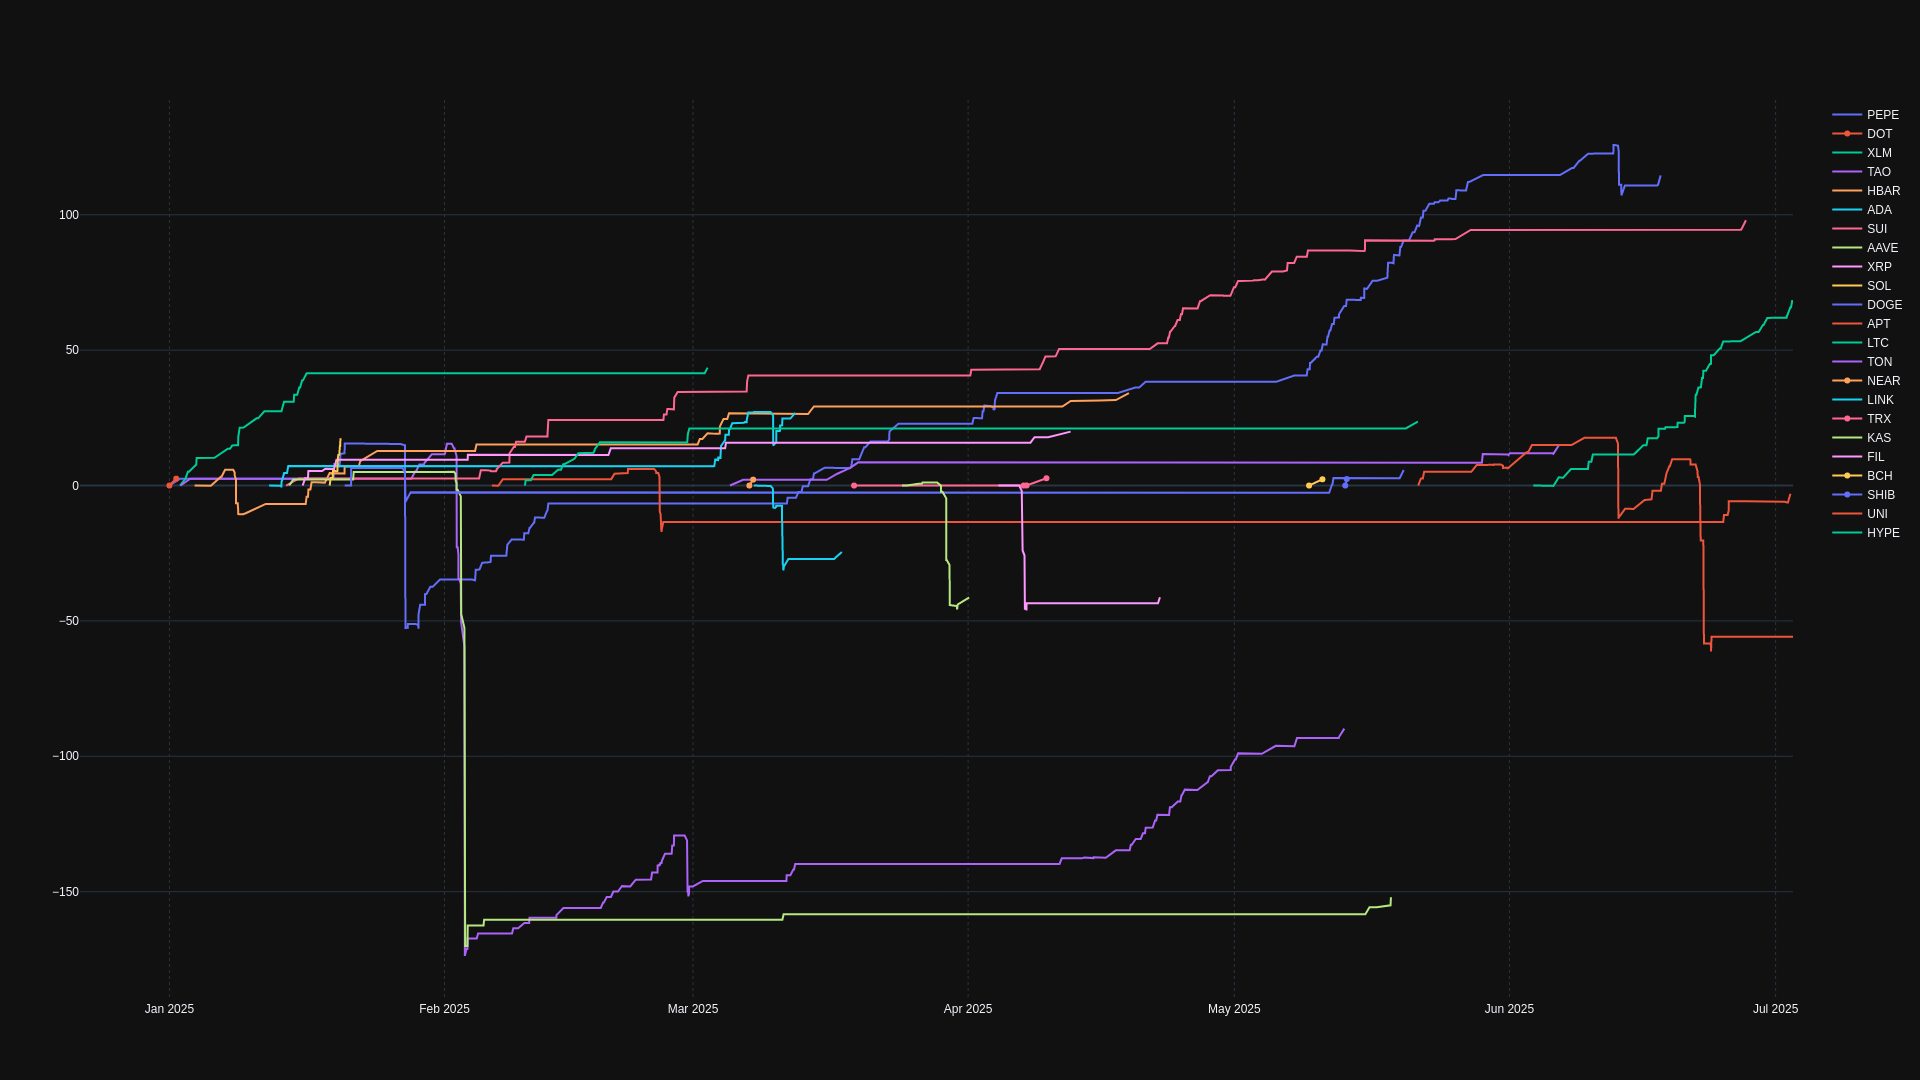 100
50
0
−50
−100
−150
Jan 2025
Feb 2025
Mar 2025
Apr 2025
May 2025
Jun 2025
Jul 2025
PEPE
DOT
XLM
TAO
HBAR
ADA
SUI
AAVE
XRP
SOL
DOGE
APT
LTC
TON
NEAR
LINK
TRX
KAS
FIL
BCH
SHIB
UNI
HYPE